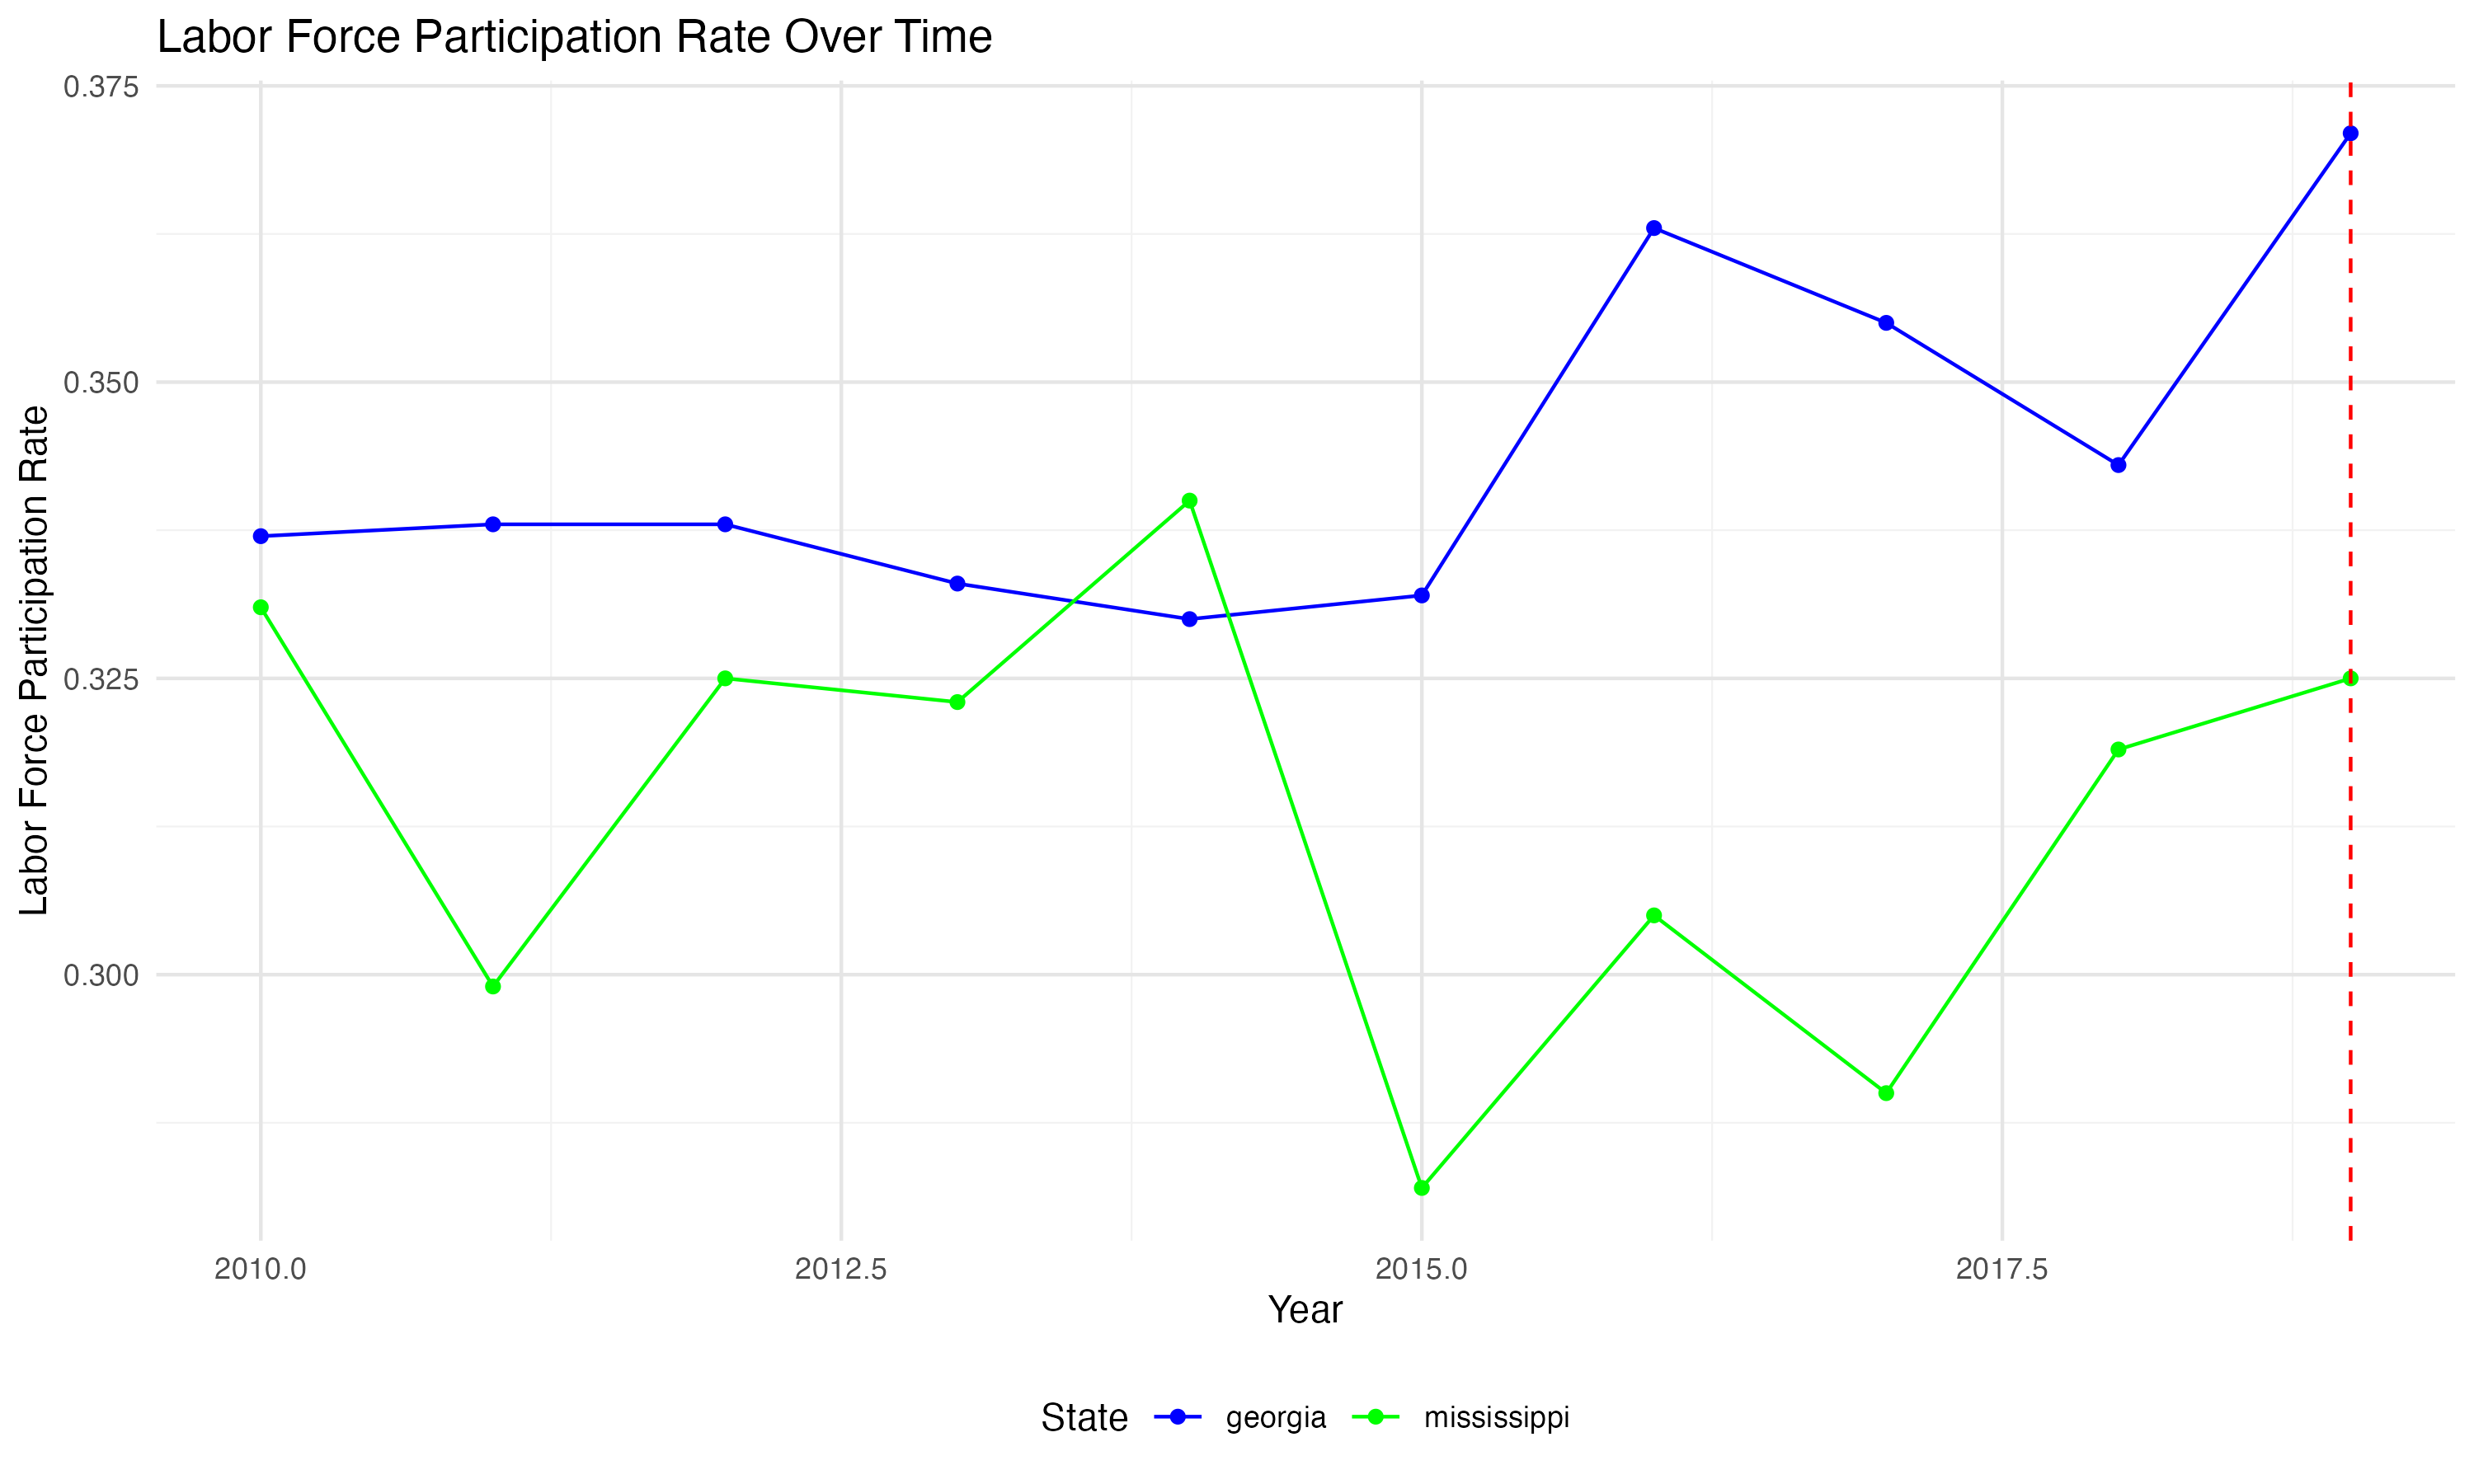 Labor Force Participation Rate Over Time
Labor Force Participation Rate
0.375
0.350
0.325
0.300
2010.0 2012.5 2015.0 2017.5
Year
State georgia mississippi